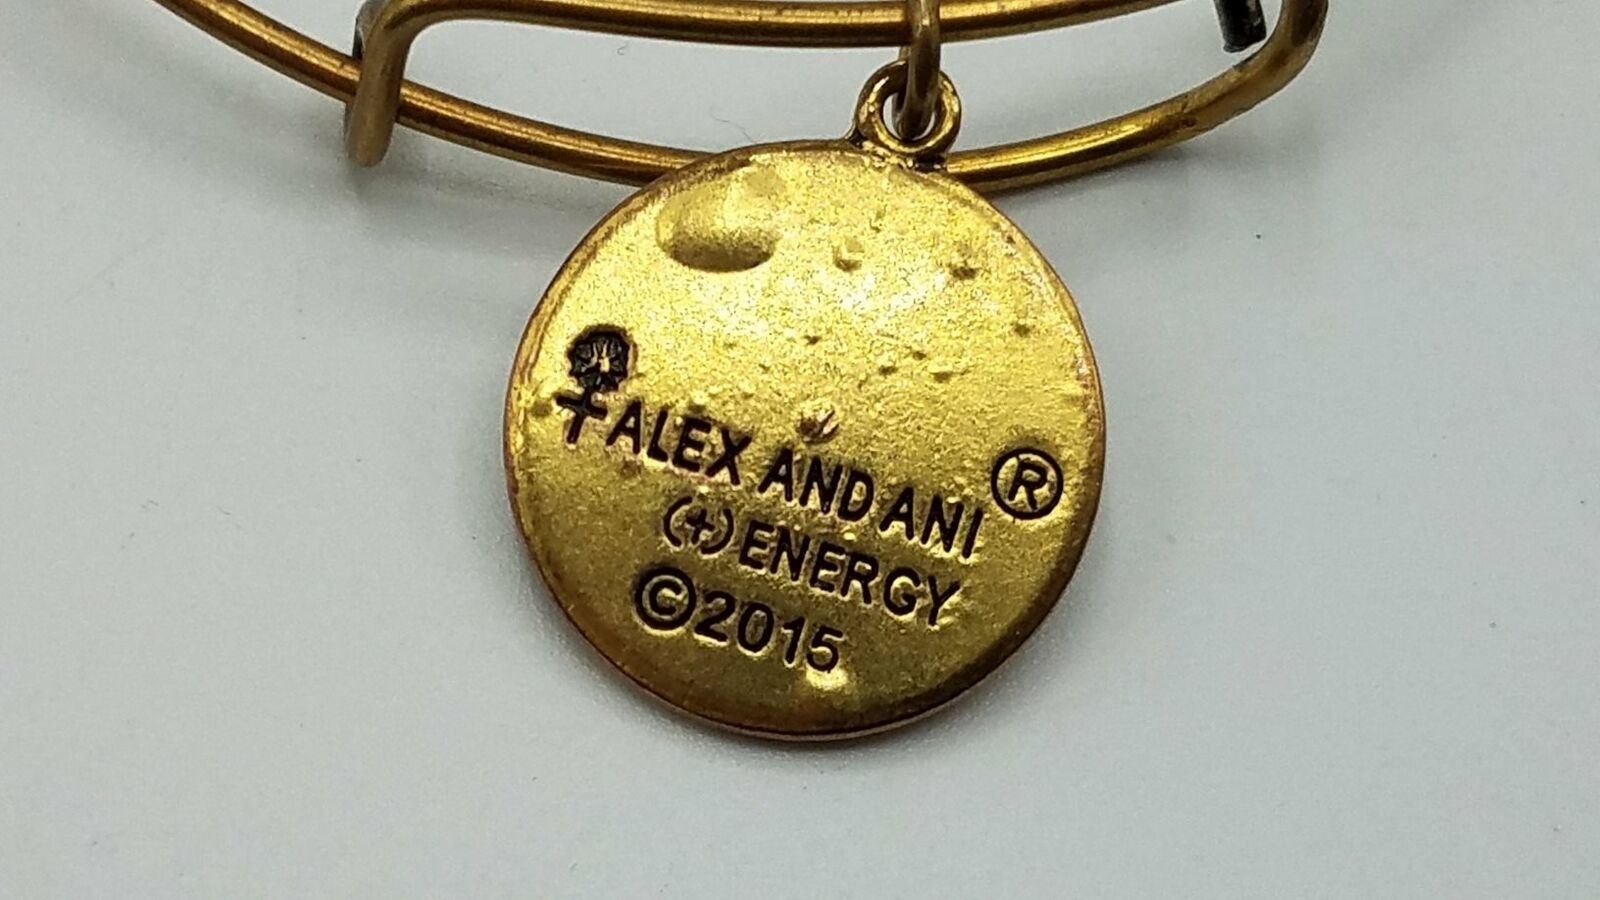 +ALEX AND ANI ®
(+) ENERGY
©2015